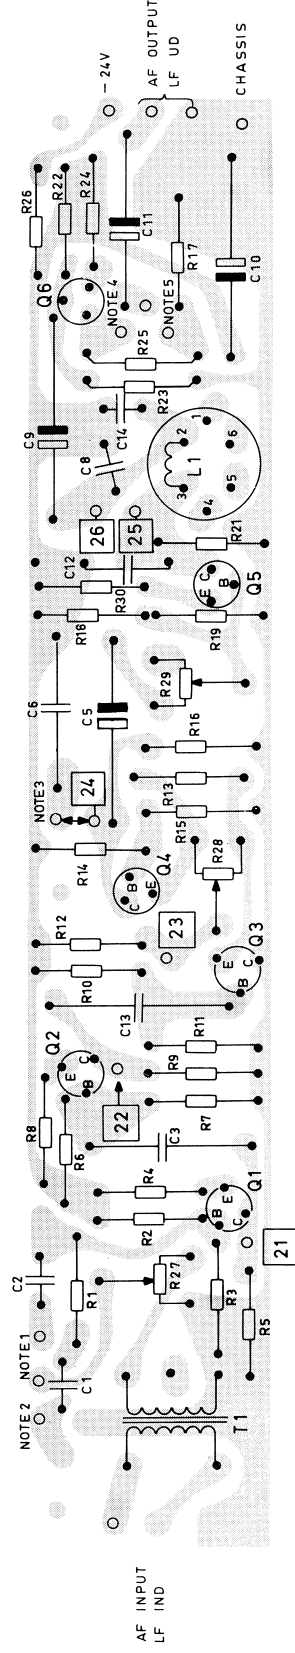 AF INPUT
LF IND
NOTE 2
NOTE 1
C1
C2
T1
R1
R27
R3
R5
21
R2
R4
Q1
B
E
C
R6
R8
C3
22
Q2
E
B
C
R7
R9
R11
C13
R10
R12
Q3
B
E
23
R28
Q4
C
B
E
R14
NOTE3
24
R15
R13
R16
C6
C5
R29
R18
R30
C12
R19
Q5
E
C
B
R21
26
25
L1
3
2
1
4
5
6
C8
C14
C9
R23
R25
NOTE 4
NOTE5
Q6
R26
R22
R24
C11
R17
C10
-24V
AF OUTPUT
LF UD
CHASSIS